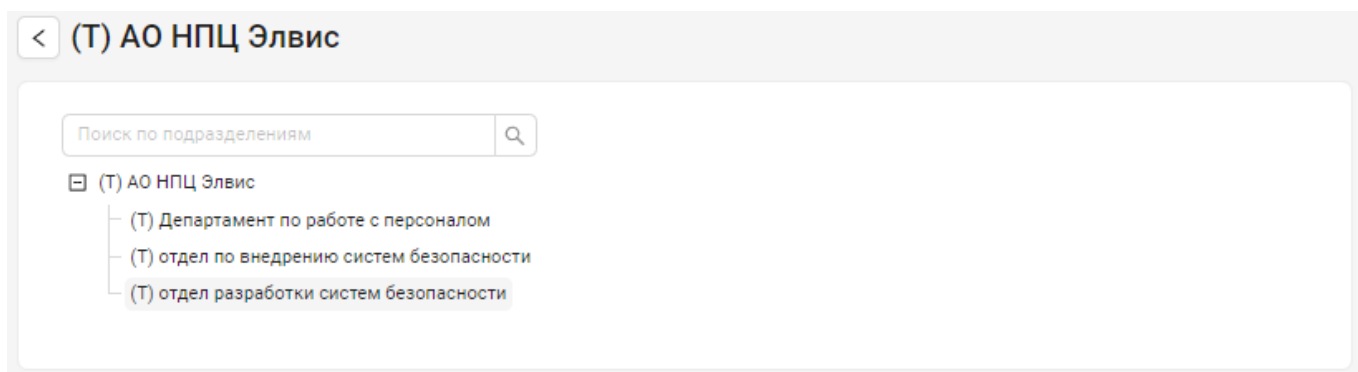 (Т) АО НПЦ Элвис
Поиск по подразделениям
(Т) АО НПЦ Элвис
(Т) Департамент по работе с персоналом
(Т) отдел по внедрению систем безопасности
(Т) отдел разработки систем безопасности